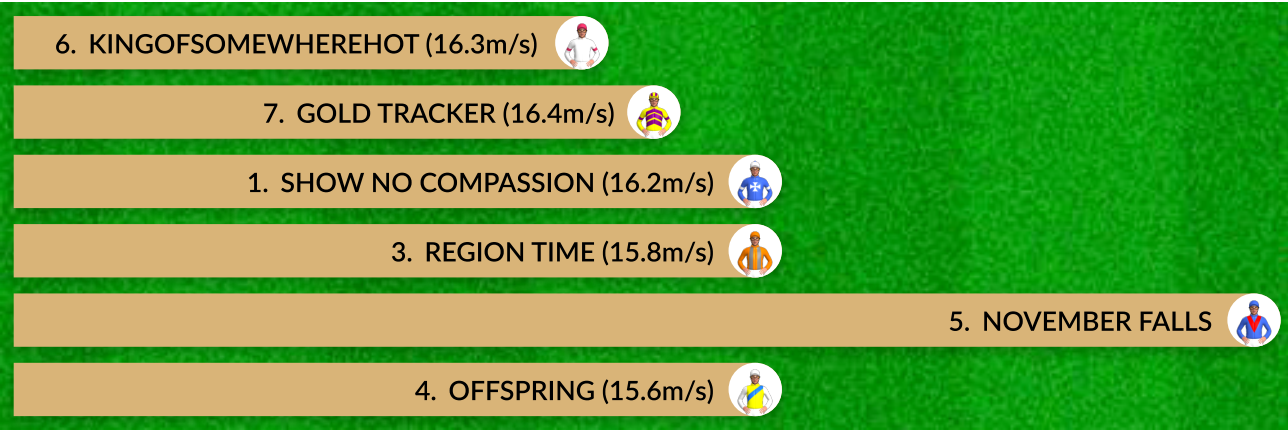 6. KINGOFSOMEWHEREHOT (16.3m/s)
7. GOLD TRACKER (16.4m/s)
1. SHOW NO COMPASSION (16.2m/s)
3. REGION TIME (15.8m/s)
5. NOVEMBER FALLS
4. OFFSPRING (15.6m/s)